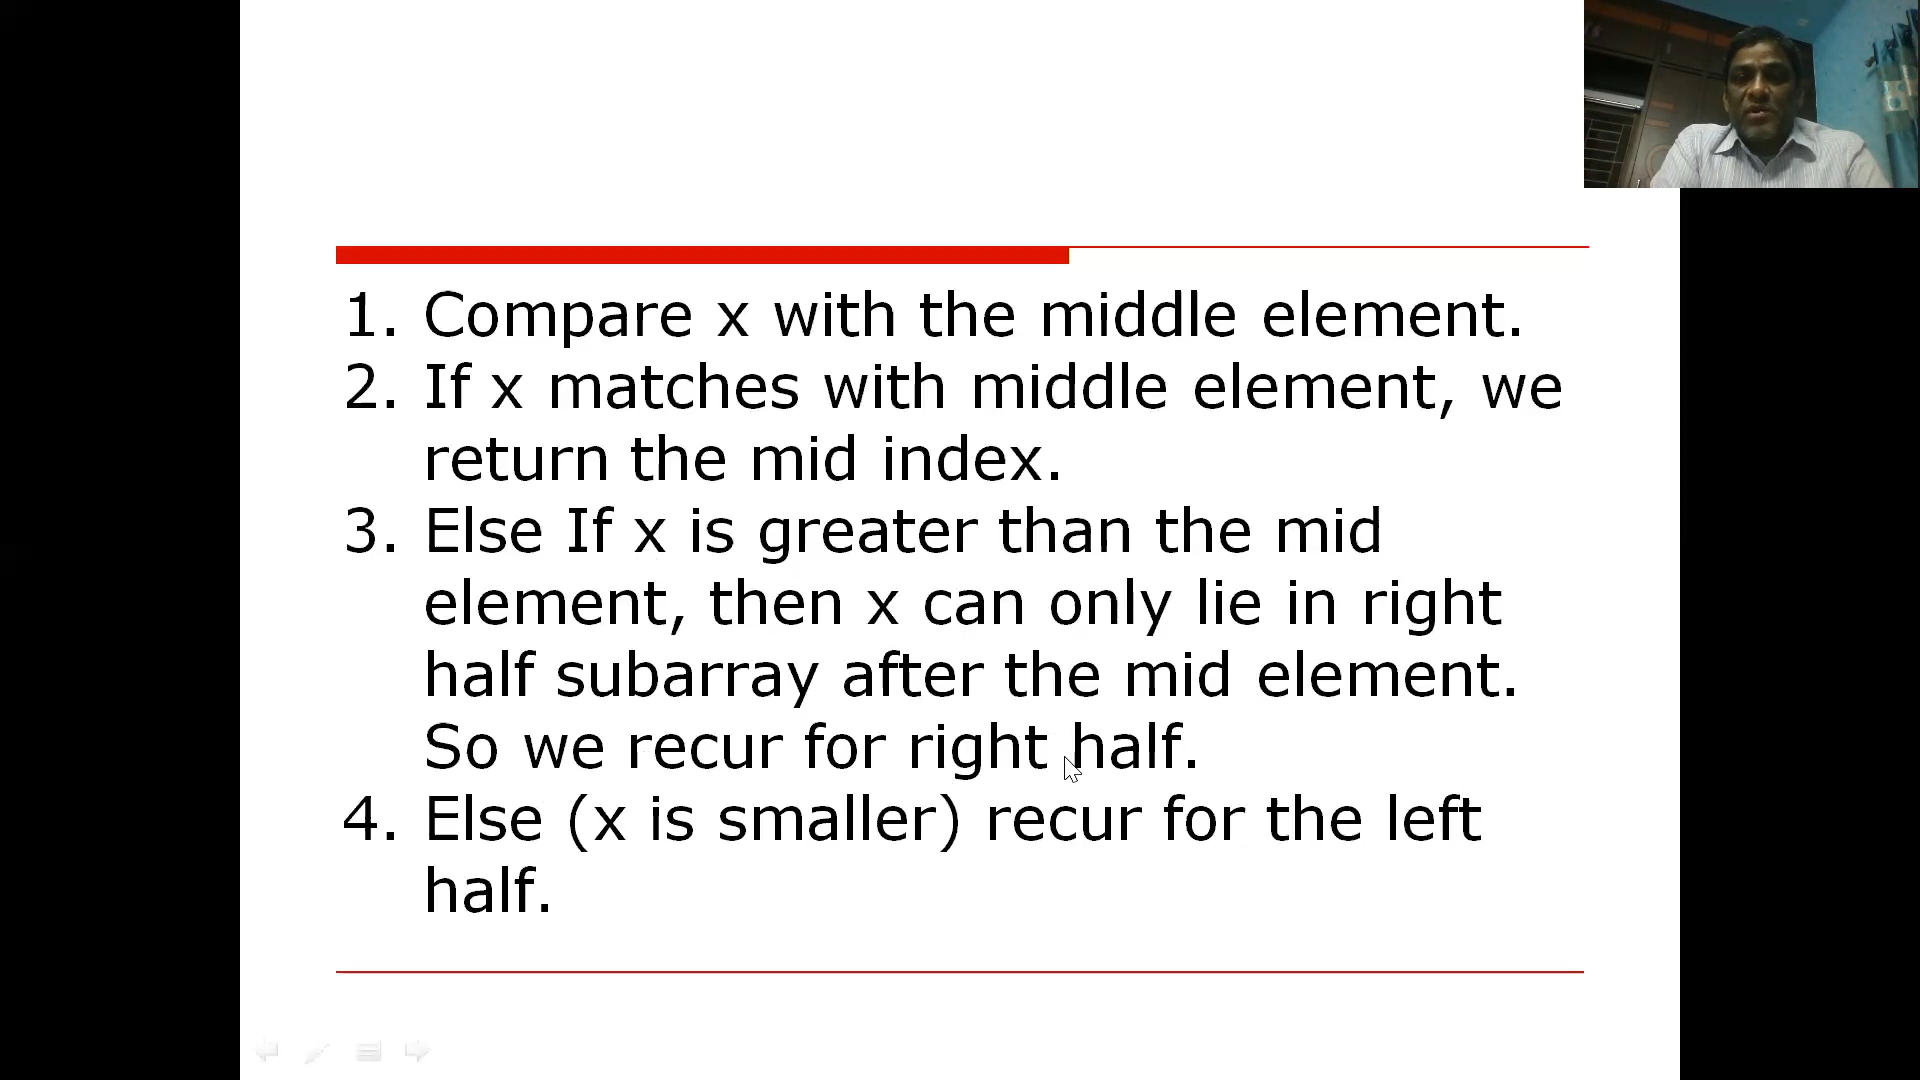 1. Compare x with the middle element.
2. If x matches with middle element, we
return the mid index.
3. Else If x is greater than the mid
element, then x can only lie in right
half subarray after the mid element.
So we recur for right half.
4. Else (x is smaller) recur for the left
half.